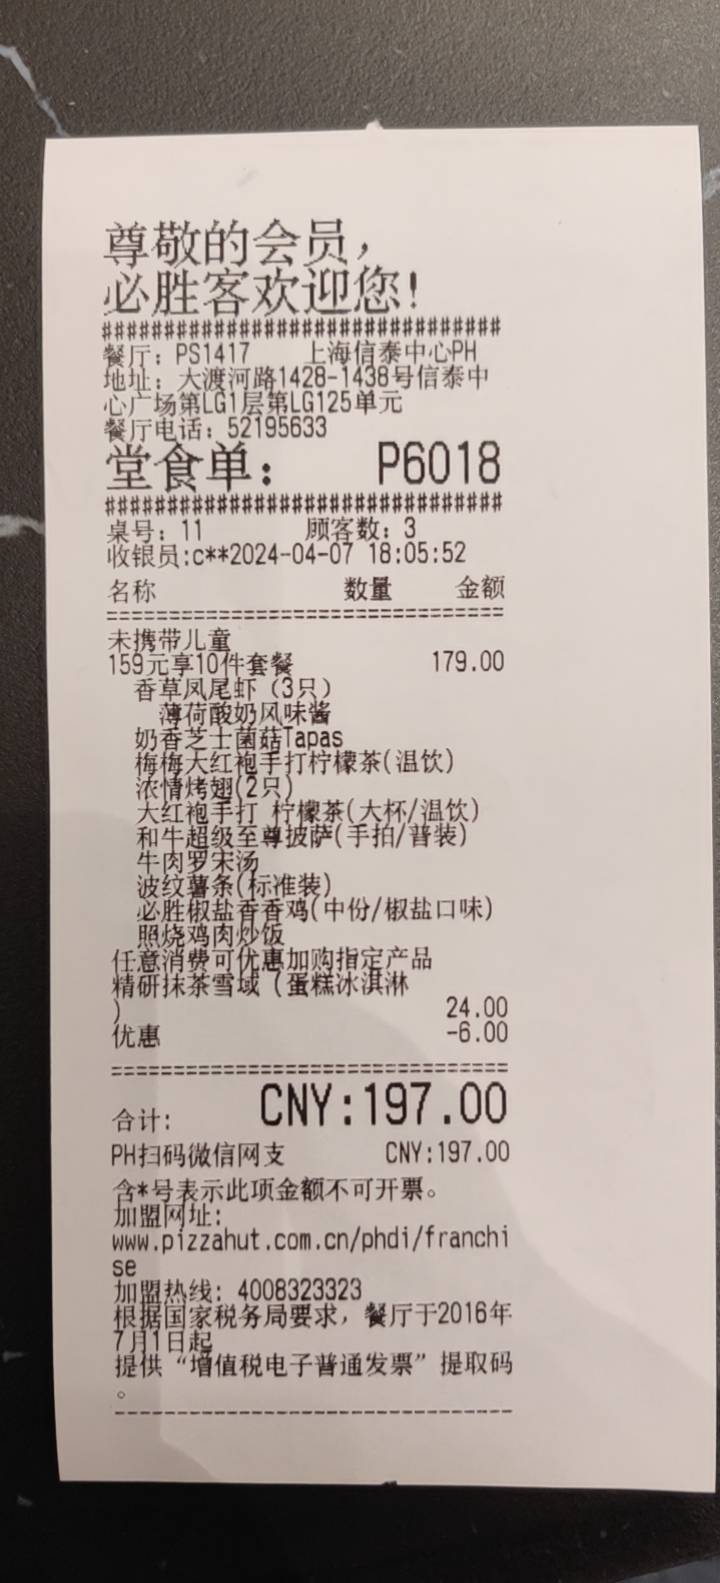 尊敬的会员，
必胜客欢迎您!
################################
餐厅: PS1417 上海信泰中心PH
地址: 大渡河路1428-1438号信泰中
心广场第LG1层第LG125单元
餐厅电话: 52195633
堂食单: P6018
################################
桌号: 11 顾客数: 3
收银员:c**2024-04-07 18:05:52
名称 数量 金额
================================
未携带儿童
159元享10件套餐 179.00
香草凤尾虾（3只）
薄荷酸奶风味酱
奶香芝士菌菇Tapas
梅梅大红袍手打柠檬茶(温饮)
浓情烤翅(2只)
大红袍手打 柠檬茶(大杯/温饮)
和牛超级至尊披萨(手拍/普装)
牛肉罗宋汤
波纹薯条(标准装)
必胜椒盐香香鸡(中份/椒盐口味)
照烧鸡肉炒饭
任意消费可优惠加购指定产品
精研抹茶雪域（蛋糕冰淇淋
） 24.00
优惠 -6.00
================================
合计: CNY:197.00
PH扫码微信网支 CNY:197.00
含*号表示此项金额不可开票。
加盟网址:
www.pizzahut.com.cn/phdi/franchi
se
加盟热线: 4008323323
根据国家税务局要求，餐厅于2016年
7月1日起
提供“增值税电子普通发票”提取码
。
--------------------------------